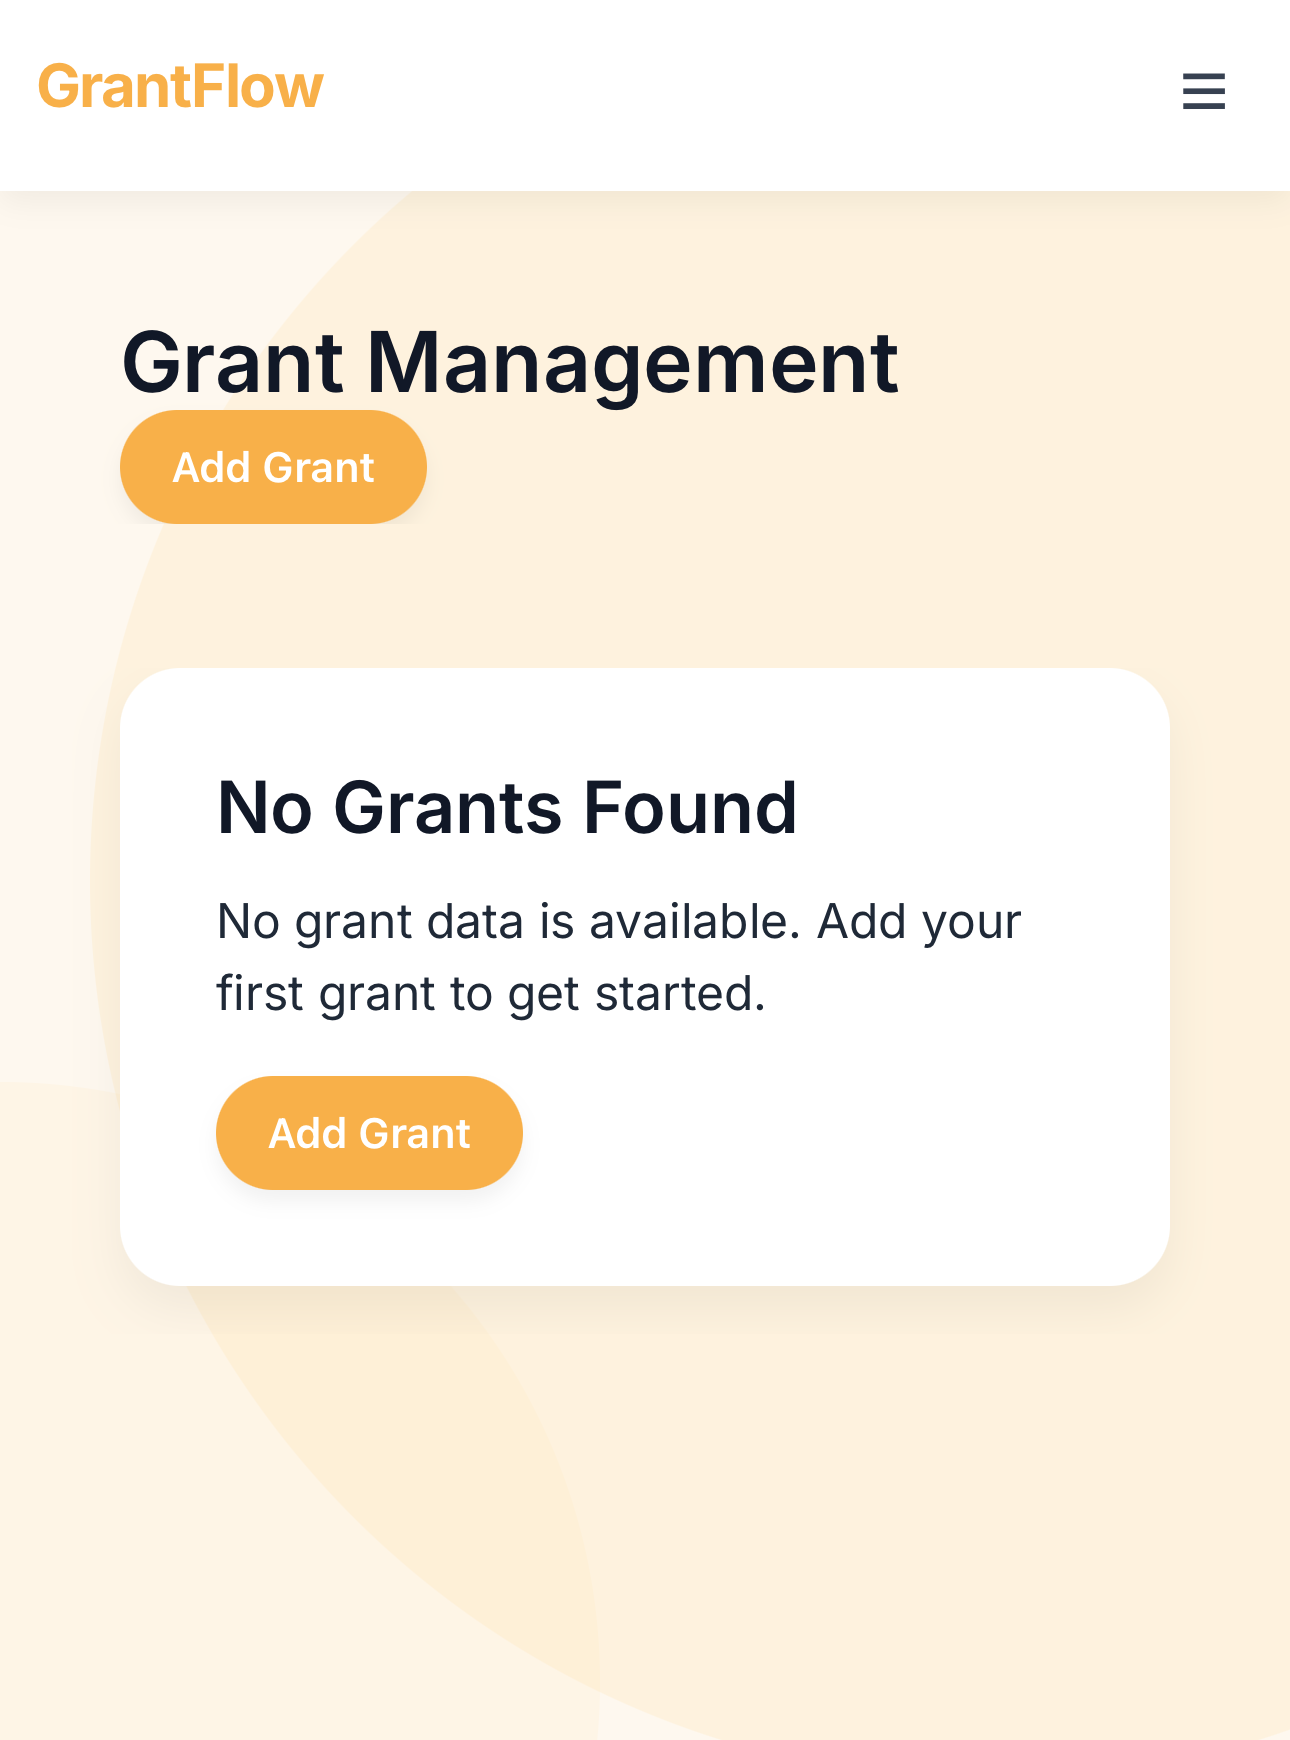 GrantFlow
Grant Management
Add Grant
No Grants Found
No grant data is available. Add your
first grant to get started.
Add Grant